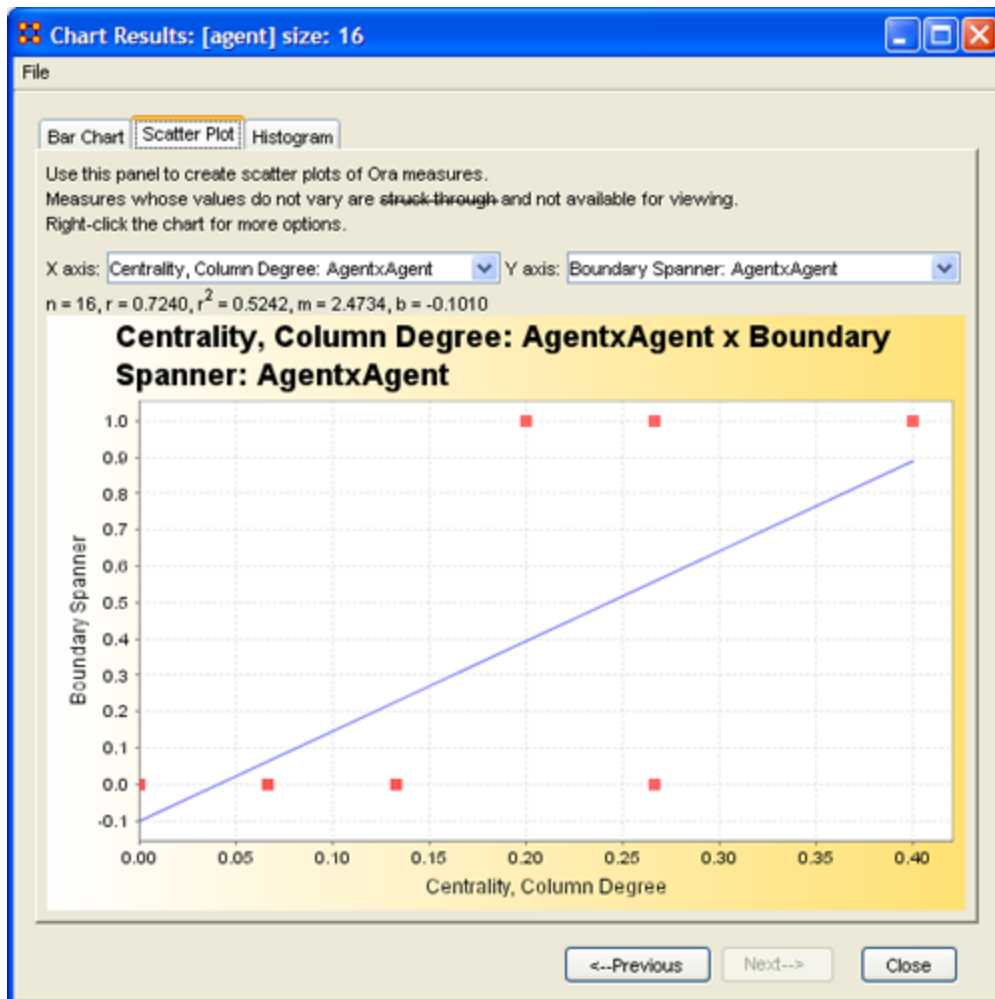 Chart Results: [agent] size: 16
File
Bar Chart Scatter Plot Histogram
Use this panel to create scatter plots of Ora measures.
Measures whose values do not vary are struck through and not available for viewing.
Right-click the chart for more options.
X axis: Centrality, Column Degree: AgentxAgent Y axis: Boundary Spanner: AgentxAgent
n = 16, r = 0.7240, r² = 0.5242, m = 2.4734, b = -0.1010
Centrality, Column Degree: AgentxAgent x Boundary
Spanner: AgentxAgent
1.0
0.9
0.8
0.7
0.6
0.5
0.4
0.3
0.2
0.1
0.0
-0.1
Boundary Spanner
0.00 0.05 0.10 0.15 0.20 0.25 0.30 0.35 0.40
Centrality, Column Degree
<--Previous Next--> Close